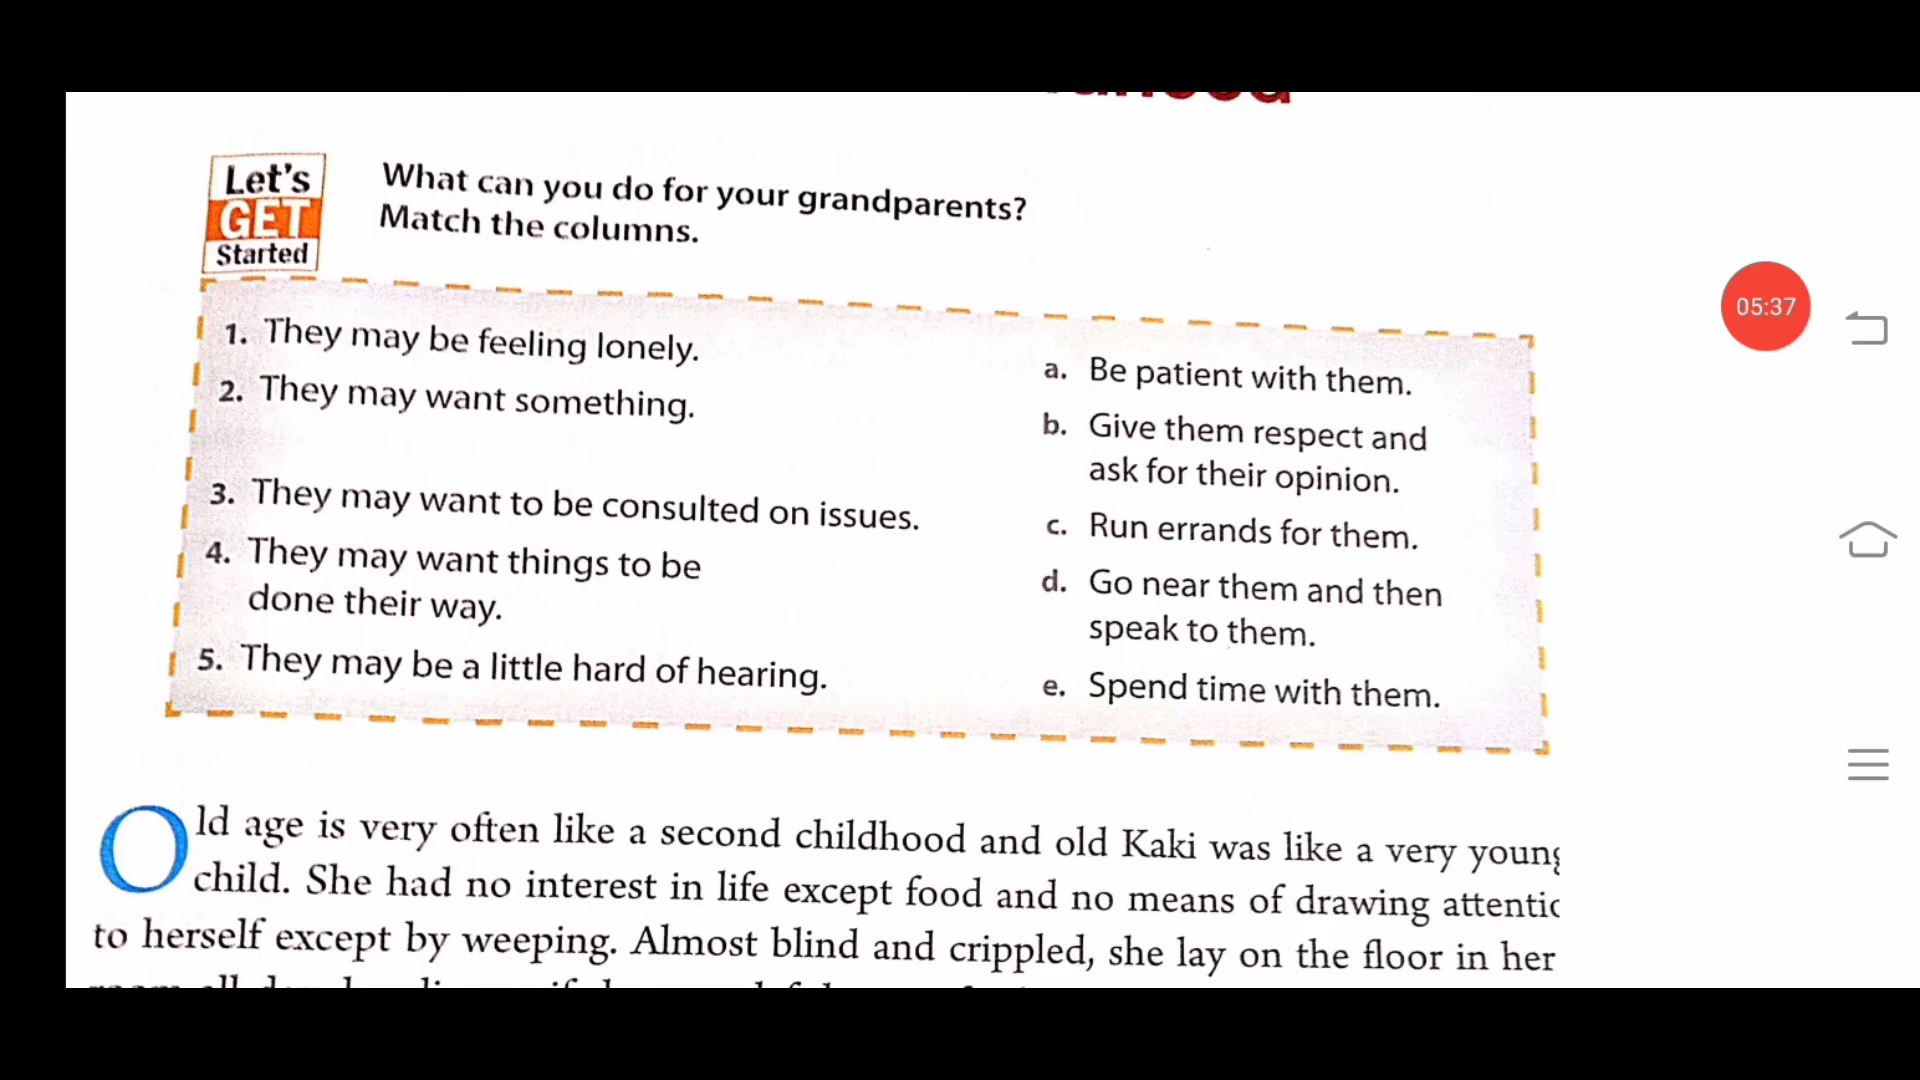 Let's
GET
Started
What can you do for your grandparents?
Match the columns.
1. They may be feeling lonely.
2. They may want something.
3. They may want to be consulted on issues.
4. They may want things to be
done their way.
5. They may be a little hard of hearing.
a. Be patient with them.
b. Give them respect and
ask for their opinion.
c. Run errands for them.
d. Go near them and then
speak to them.
e. Spend time with them.
05:37
Old age is very often like a second childhood and old Kaki was like a very young
child. She had no interest in life except food and no means of drawing attentio
to herself except by weeping. Almost blind and crippled, she lay on the floor in her